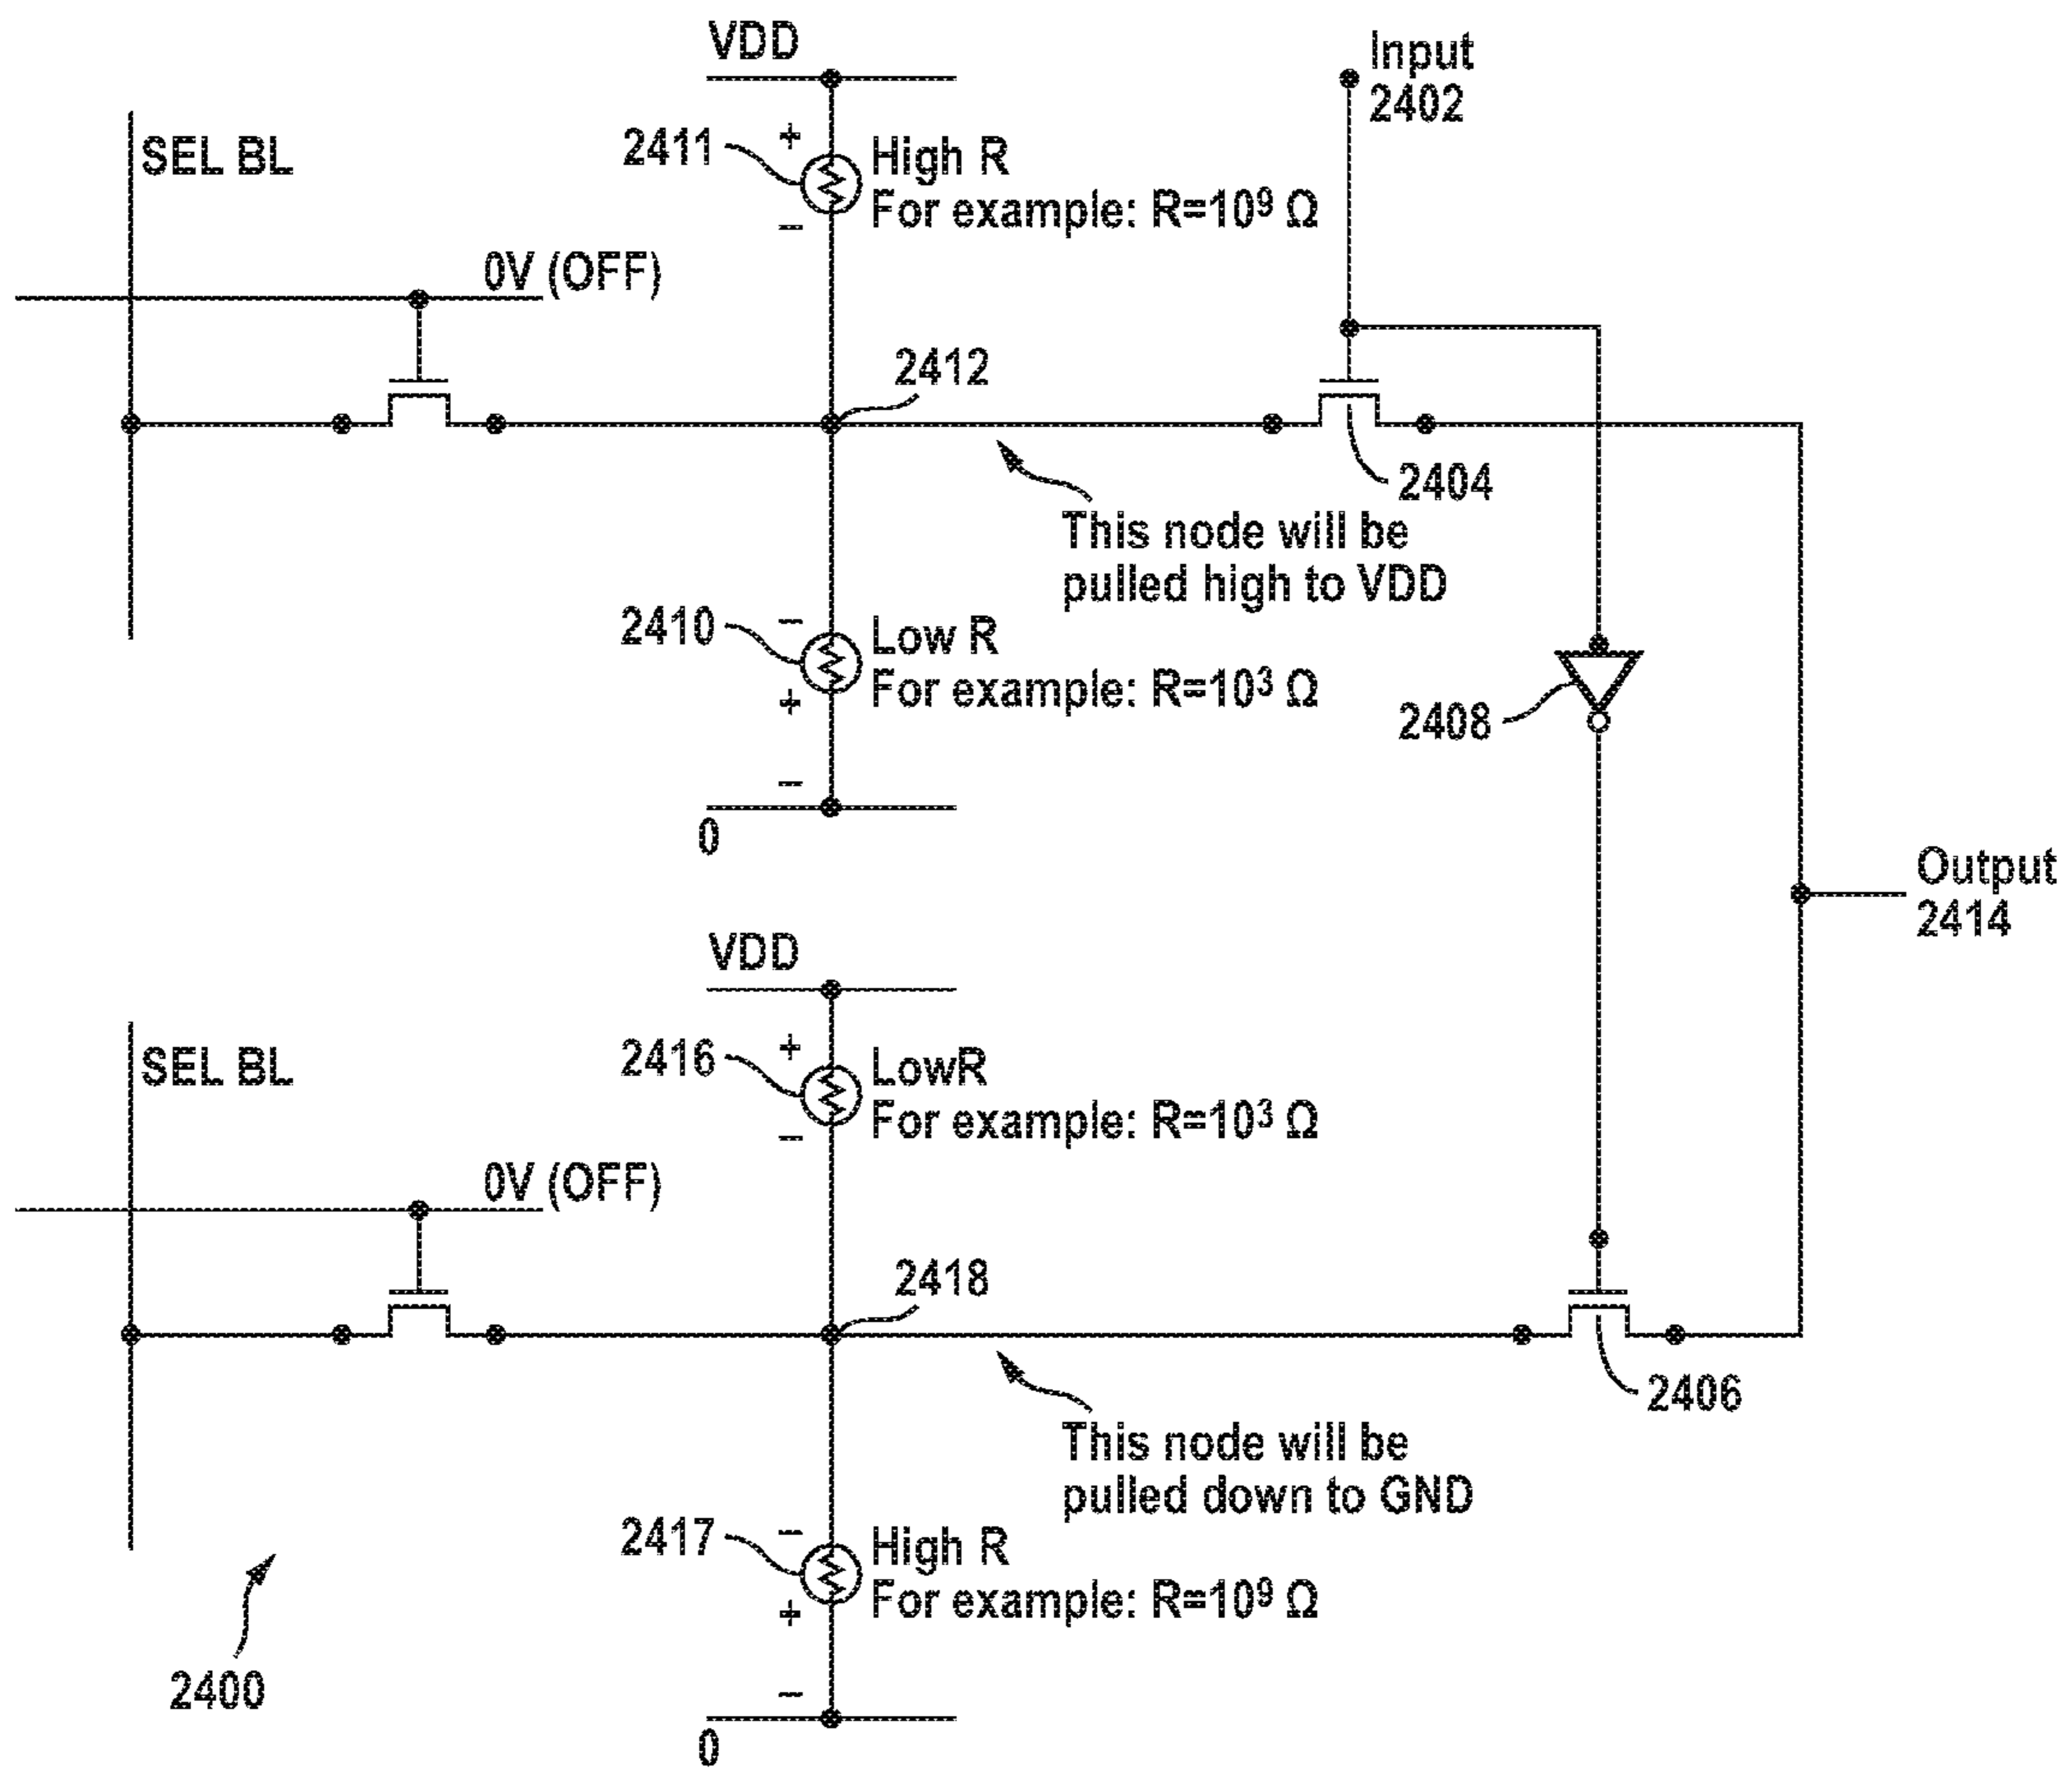 VDD
Input
2402
SEL BL
2411
+
High R
For example: R=10⁹ Ω
−
0V (OFF)
2412
2404
This node will be
pulled high to VDD
2410
−
Low R
For example: R=10³ Ω
+
2408
−
0
Output
2414
VDD
SEL BL
2416
+
LowR
For example: R=10³ Ω
−
0V (OFF)
2418
2406
This node will be
pulled down to GND
2417
−
High R
For example: R=10⁹ Ω
+
2400
−
0